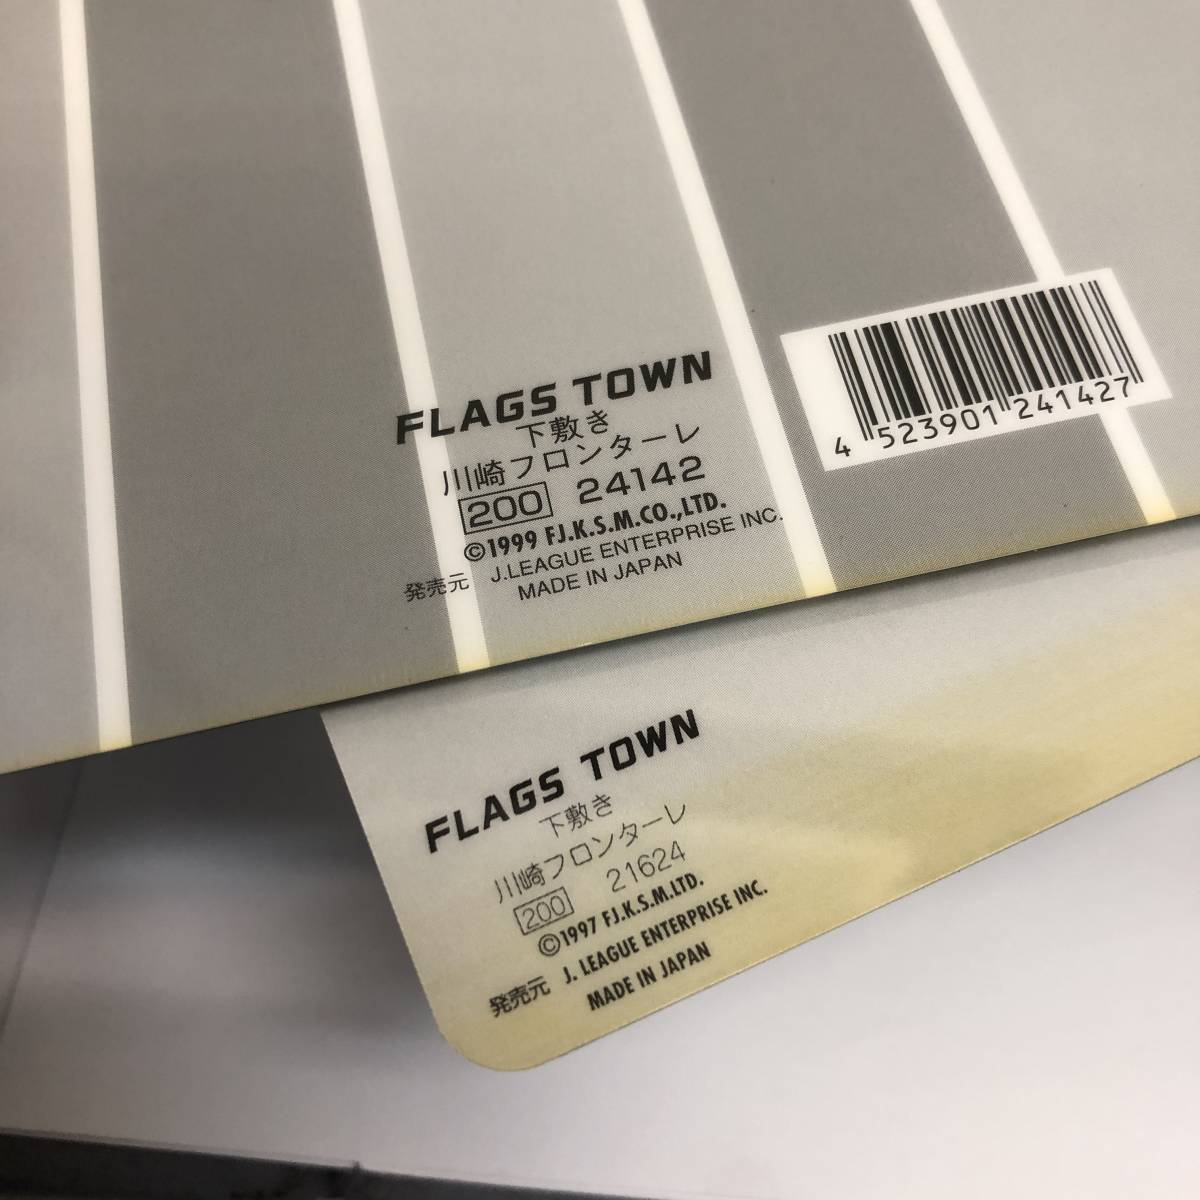 FLAGS TOWN
下敷き
川崎フロンターレ
200 24142
©1999 F.J.K.S.M.CO.,LTD.
発売元 J.LEAGUE ENTERPRISE INC.
MADE IN JAPAN
4 523901 241427
FLAGS TOWN
下敷き
川崎フロンターレ
200 21624
©1997 F.J.K.S.M.LTD.
発売元 J. LEAGUE ENTERPRISE INC.
MADE IN JAPAN